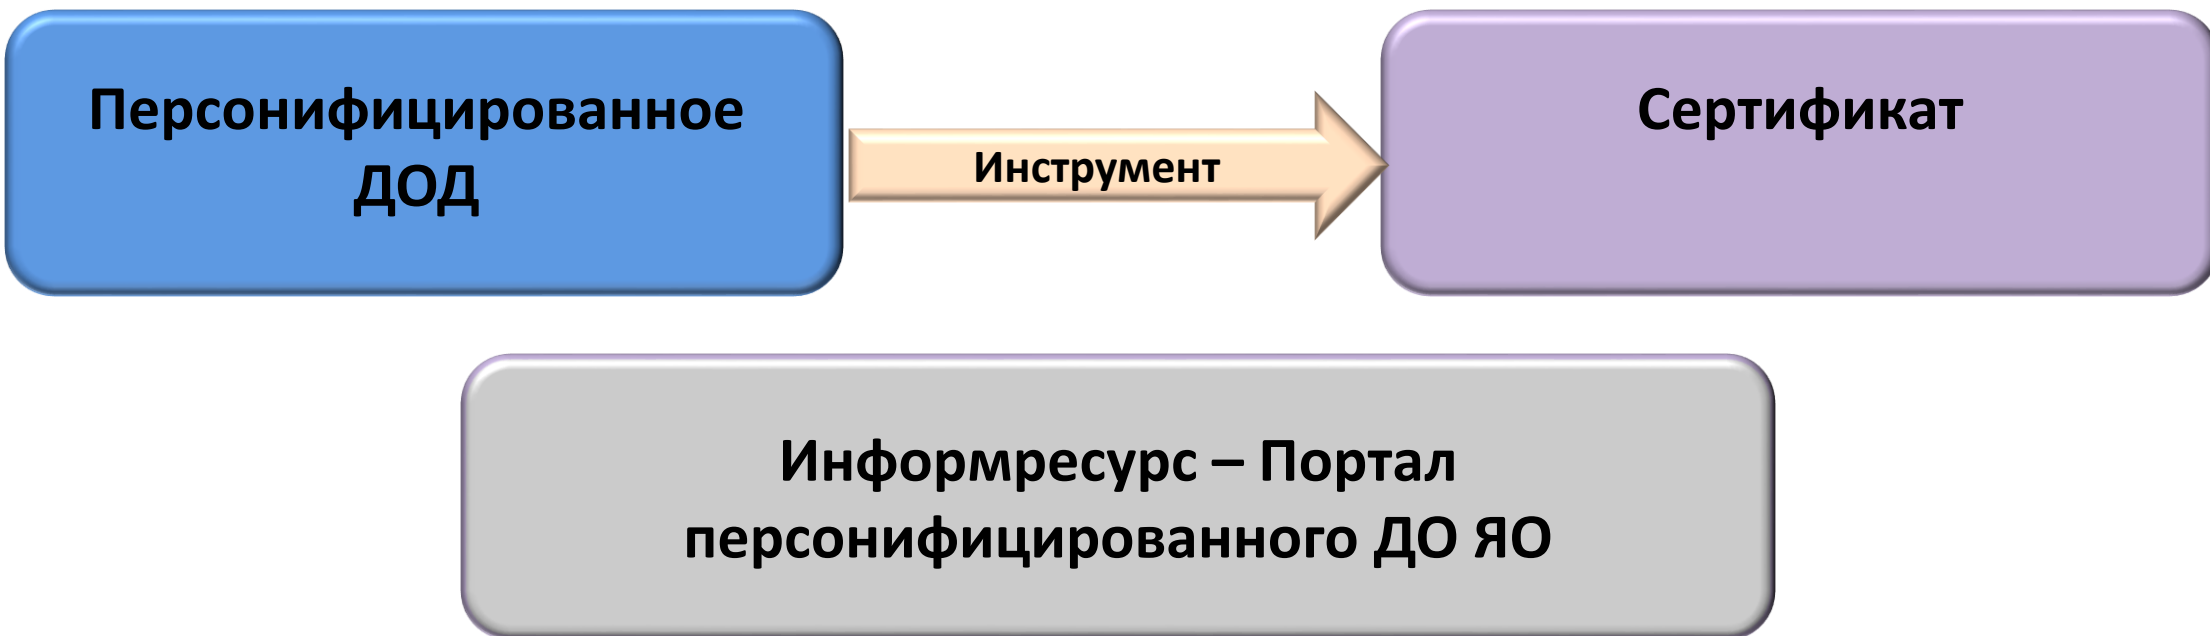 Персонифицированное
ДОД
Инструмент
Сертификат
Информресурс – Портал
персонифицированного ДО ЯО